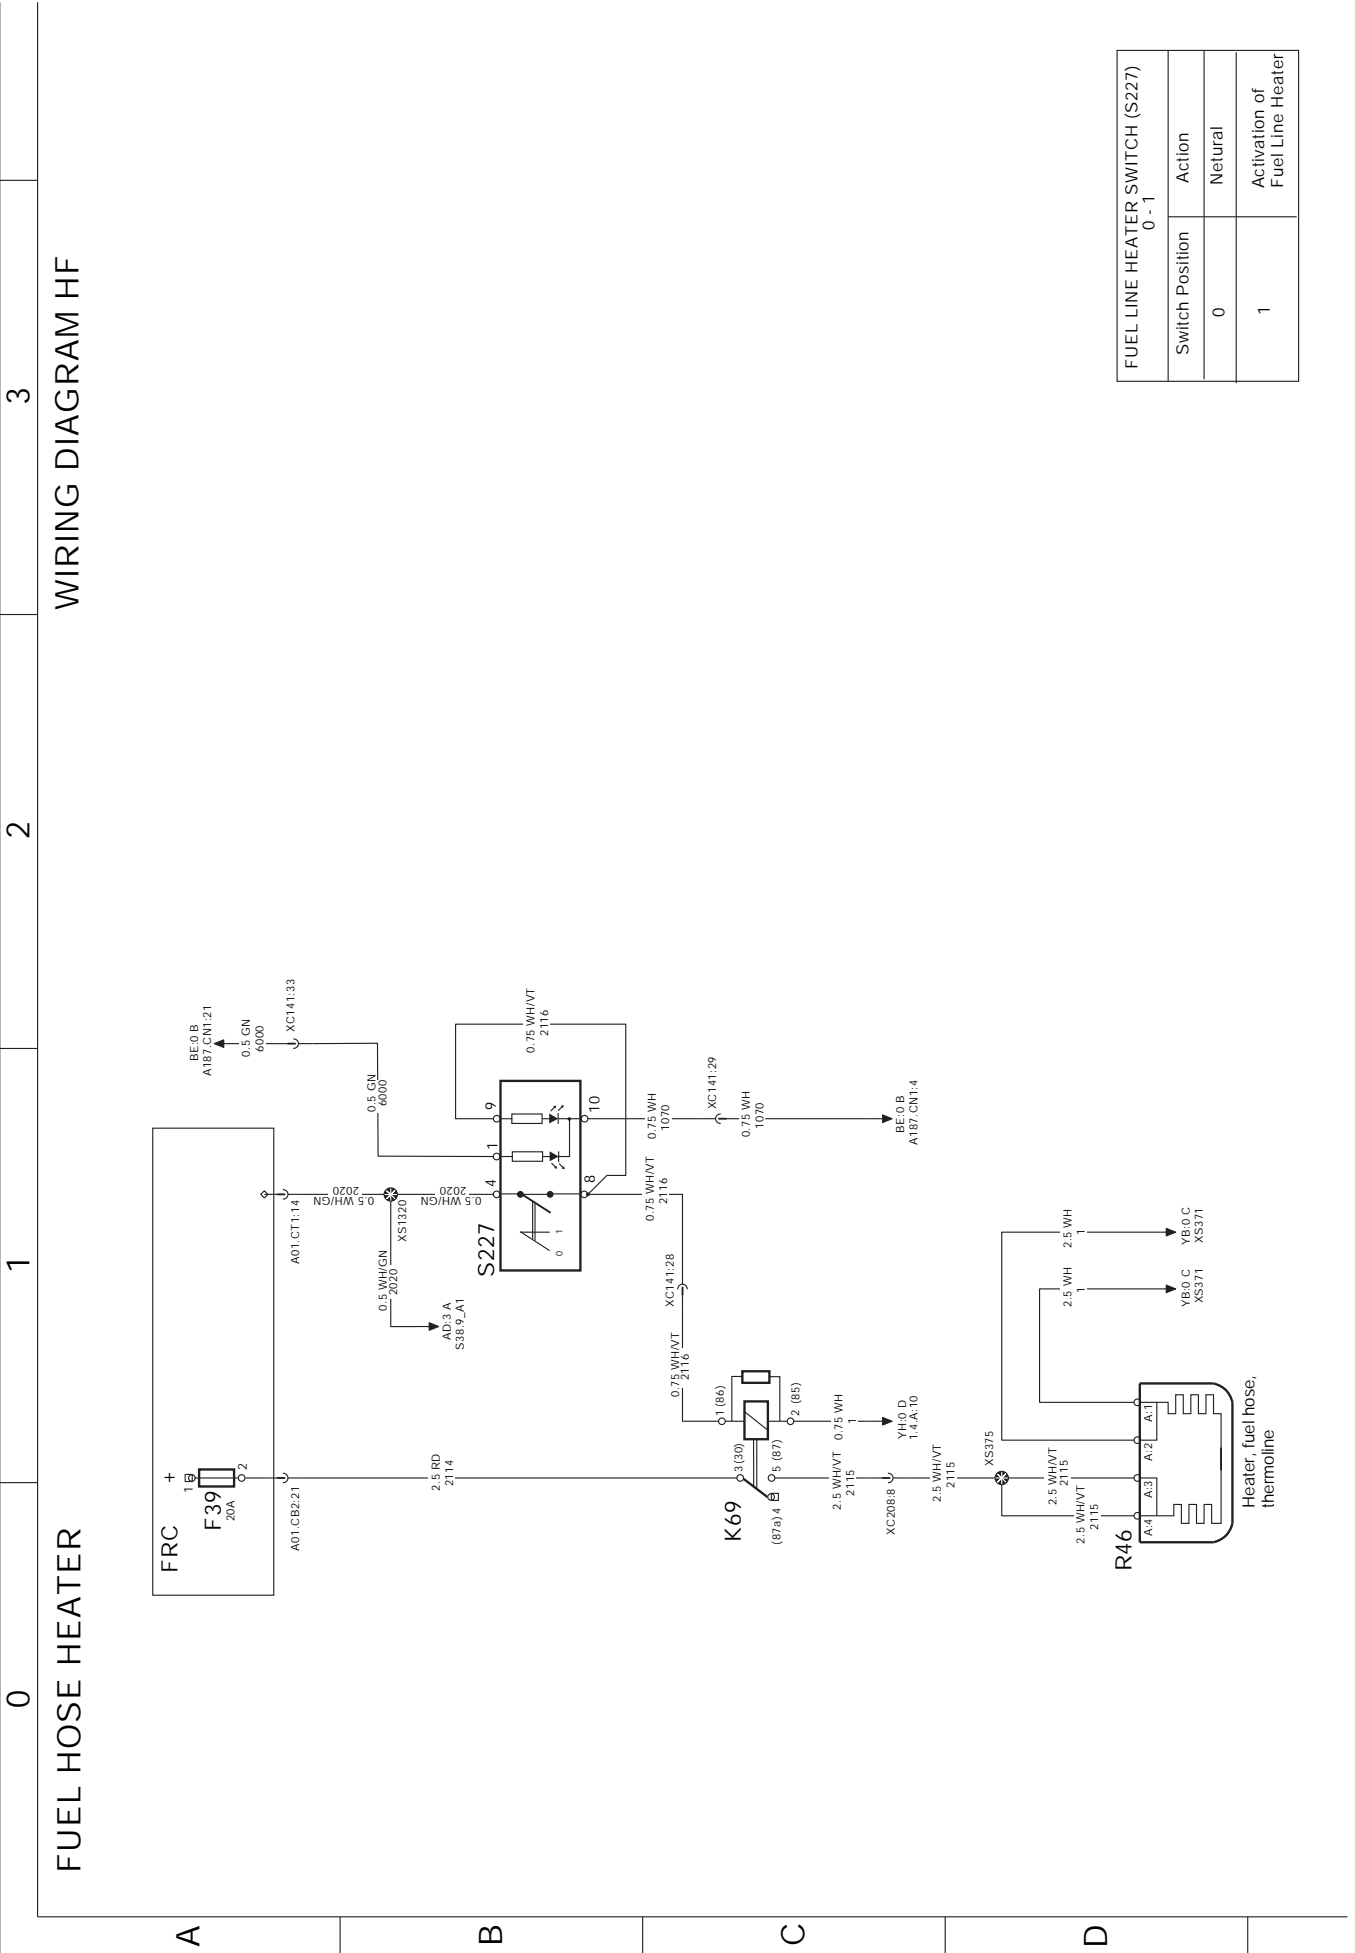 0
1
2
3
FUEL HOSE HEATER
WIRING DIAGRAM HF
A
B
C
D
FRC
+
1
F39
20A
2
A01.CB2:21
A01.CT1:14
BE:0 B
A187.CN1:21
0.5 GN
6000
XC141:33
0.5 WH/GN
2020
XS1320
0.5 WH/GN
2020
0.5 WH/GN
2020
AD:3 A
S38.9_A1
0.5 GN
6000
2.5 RD
2114
S227
4
1
9
0
1
8
10
0.75 WH/VT
2116
0.75 WH/VT
2116
0.75 WH
1070
XC141:29
0.75 WH
1070
BE:0 B
A187.CN1:4
XC141:28
0.75 WH/VT
2116
K69
3 (30)
1 (86)
(87a) 4
5 (87)
2 (85)
0.75 WH
1
YH:0 D
1.4.A:10
2.5 WH/VT
2115
XC208:8
2.5 WH/VT
2115
XS375
2.5 WH/VT
2115
2.5 WH/VT
2115
2.5 WH
1
YB:0 C
XS371
2.5 WH
1
YB:0 C
XS371
R46
A:4
A:3
A:2
A:1
Heater, fuel hose,
thermoline
FUEL LINE HEATER SWITCH (S227)
0 - 1
Switch Position Action
0 Netural
1 Activation of
Fuel Line Heater